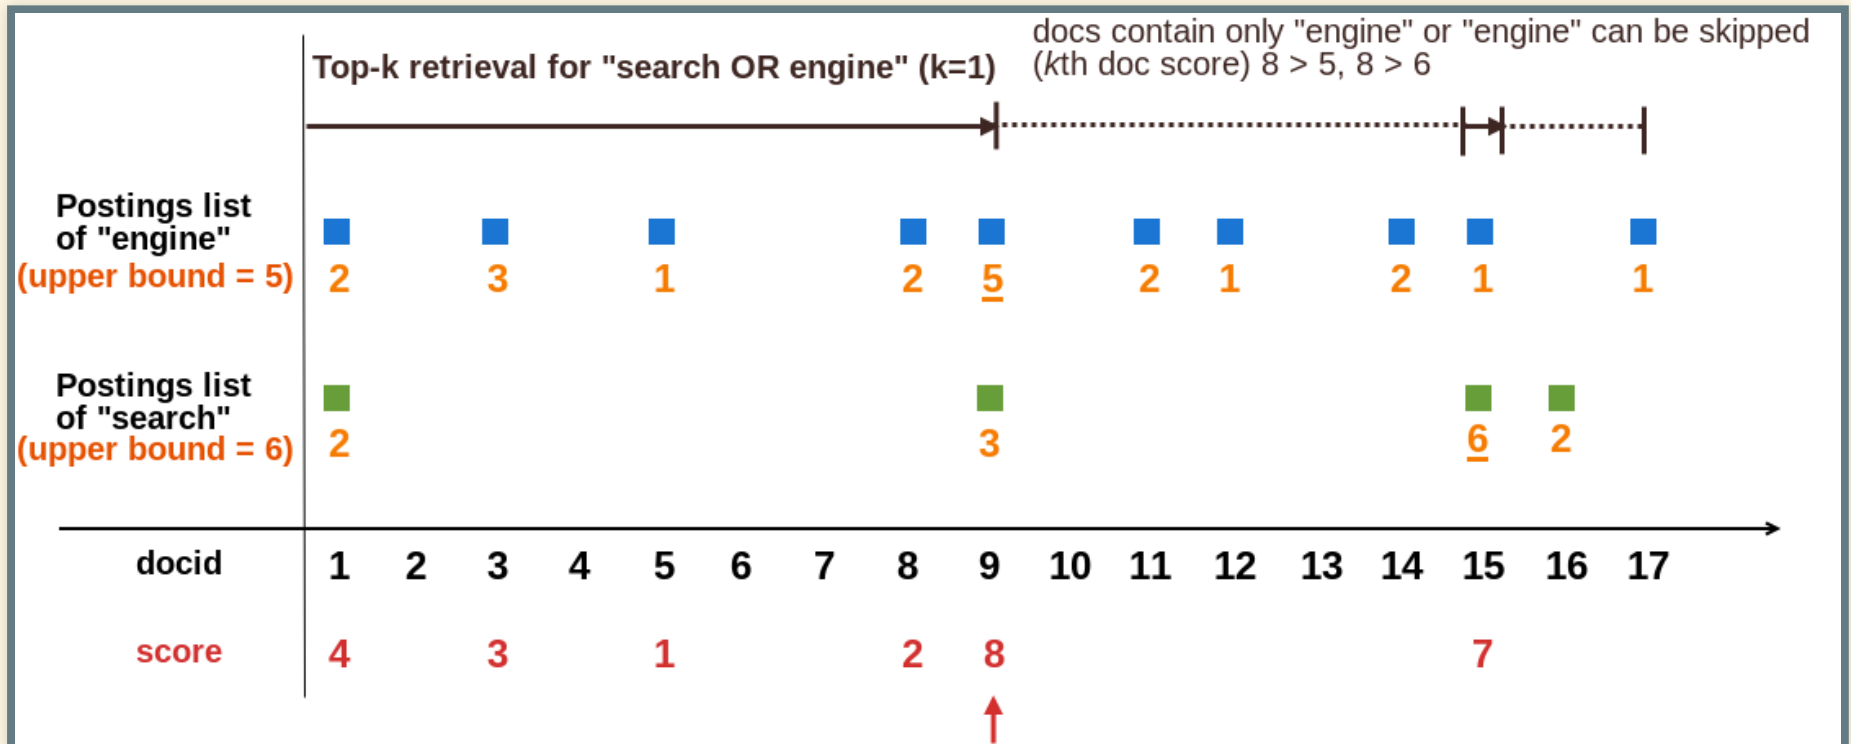 docs contain only "engine" or "engine" can be skipped
Top-k retrieval for "search OR engine" (k=1)
(kth doc score) 8 > 5, 8 > 6
Postings list
of "engine"
(upper bound = 5)
2 3 1 2 5 2 1 2 1 1
Postings list
of "search"
(upper bound = 6)
2 3 6 2
docid 1 2 3 4 5 6 7 8 9 10 11 12 13 14 15 16 17
score 4 3 1 2 8 7